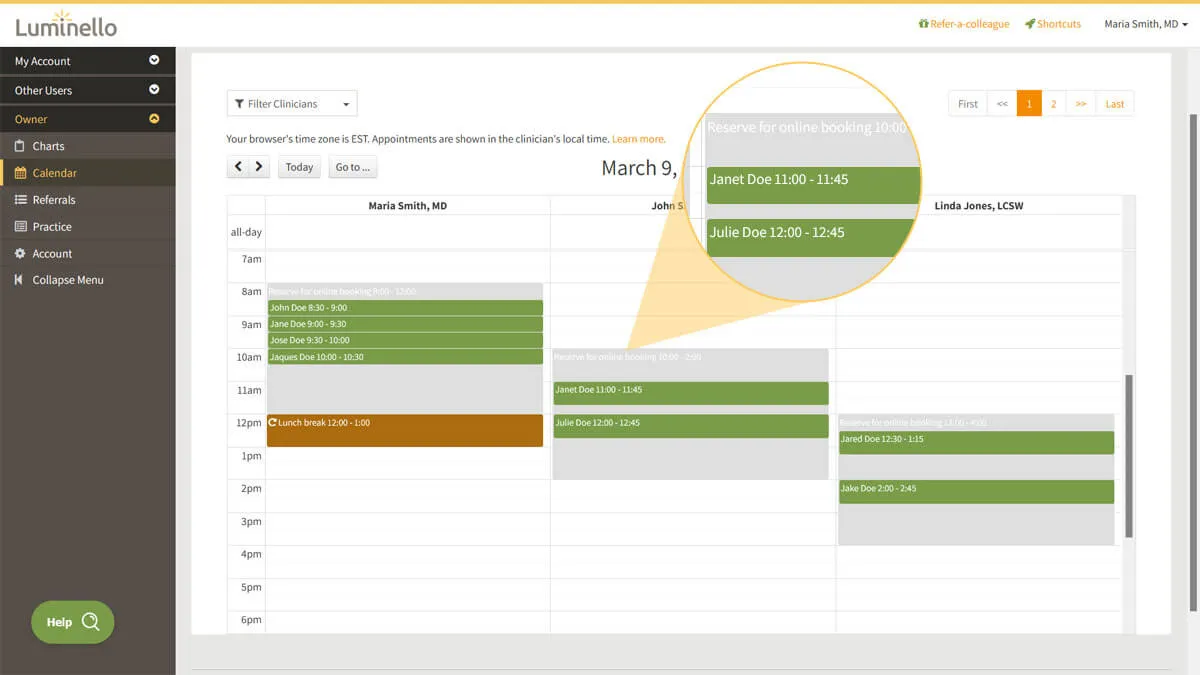 Luminello
Refer-a-colleague
Shortcuts
Maria Smith, MD
My Account
Other Users
Owner
Charts
Calendar
Referrals
Practice
Account
Collapse Menu
Help
Filter Clinicians
First << 1 2 >> Last
Your browser's time zone is EST. Appointments are shown in the clinician's local time. Learn more.
Today
Go to ...
March 9,
Reserve for online booking 10:00
Janet Doe 11:00 - 11:45
Julie Doe 12:00 - 12:45
Maria Smith, MD
John S
Linda Jones, LCSW
all-day
7am
8am
9am
10am
11am
12pm
1pm
2pm
3pm
4pm
5pm
6pm
Reserve for online booking 8:00 - 12:00
John Doe 8:30 - 9:00
Jane Doe 9:00 - 9:30
Jose Doe 9:30 - 10:00
Jaques Doe 10:00 - 10:30
Lunch break 12:00 - 1:00
Reserve for online booking 10:00 - 2:00
Janet Doe 11:00 - 11:45
Julie Doe 12:00 - 12:45
Reserve for online booking 12:00 - 4:00
Jared Doe 12:30 - 1:15
Jake Doe 2:00 - 2:45